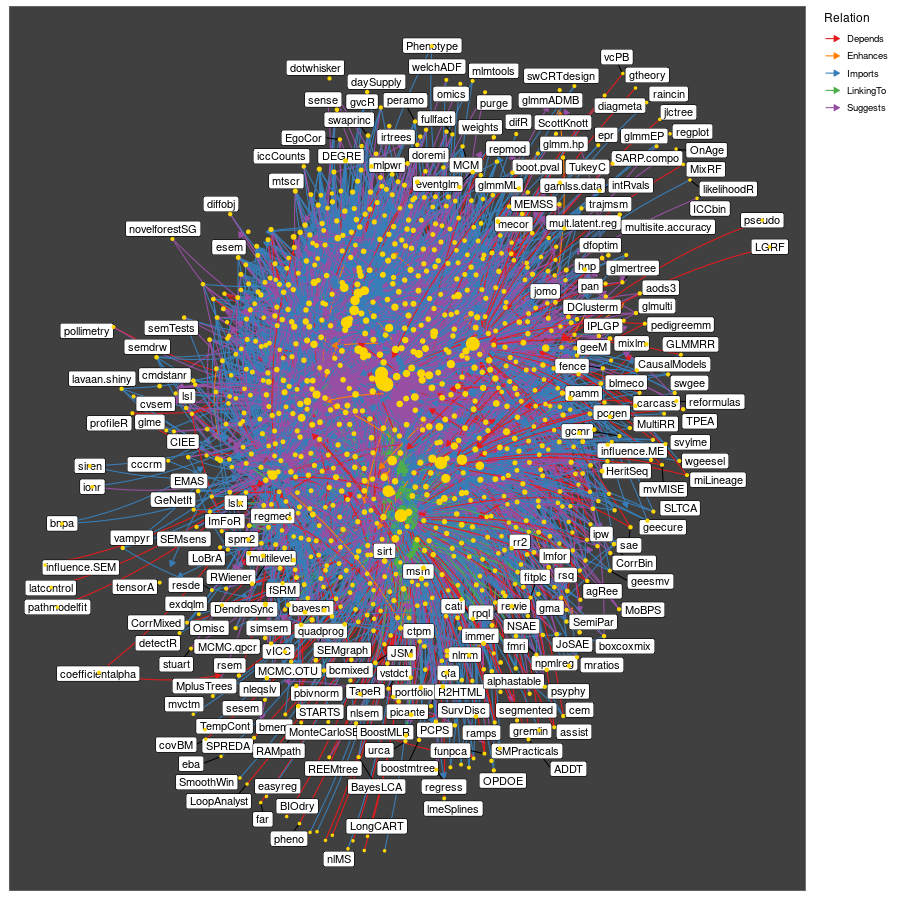 Relation
Depends
Enhances
Imports
LinkingTo
Suggests
Phenotype
vcPB
dotwhisker
welchADF
mlmtools
swCRTdesign
gtheory
daySupply
omics
raincin
sense
gvcR
peramo
purge
glmmADMB
diagmeta
jlctree
swaprinc
fullfact
weights
difR
ScottKnott
EgoCor
irtrees
epr
glmmEP
regplot
iccCounts
DEGRE
doremi
repmod
glmm.hp
OnAge
mlpwr
MCM
boot.pval
TukeyC
SARP.compo
MixRF
mtscr
eventglm
glmmML
gamlss.data
intRvals
likelihoodR
diffobj
MEMSS
trajmsm
ICCbin
novelforestSG
mecor
mult.latent.reg
multisite.accuracy
pseudo
esem
dfoptim
LGRF
hnp
glmertree
jomo
pan
aods3
DClusterm
glmulti
pollimetry
semTests
IPLGP
pedigreemm
semdrw
geeM
mixlm
GLMMRR
lavaan.shiny
cmdstanr
fence
CausalModels
lsl
blmeco
swgee
cvsem
pamm
carcass
reformulas
profileR
glme
pcgen
MultiRR
TPEA
CIEE
gcmr
svylme
siren
cccrm
influence.ME
wgeesel
ionr
EMAS
HeritSeq
miLineage
GeNetIt
lstx
mvMISE
bnpa
lmFoR
regmed
SLTCA
vampyr
SEMsens
spm2
rr2
ipw
geecure
influence.SEM
LoBrA
multilevel
sirt
lmfor
sae
latcontrol
tensorA
resde
RWiener
msm
fitplc
rsq
CorrBin
pathmodelfit
exdqlm
fSRM
agRee
geesmv
CorrMixed
DendroSync
bayesm
cati
rpql
rewie
gma
MoBPS
detectR
Omisc
simsem
quadprog
ctpm
immer
NSAE
SemiPar
stuart
MCMC.qpcr
vICC
SEMgraph
JSM
nlmm
fmri
JoSAE
boxcoxmix
coefficientalpha
rsem
MCMC.OTU
bcmixed
vstdct
qfa
npmlreg
mratios
MplusTrees
nleqslv
pbivnorm
TapeR
portfolio
R2HTML
alphastable
psyphy
mvctm
sesem
STARTS
nlsem
picante
SurvDisc
segmented
cem
TempCont
bmem
MonteCarloSE
BoostMLR
PCPS
ramps
gremlin
assist
covBM
SPREDA
RAMpath
urca
funpca
SMPracticals
eba
REEMtree
boostmtree
ADDT
SmoothWin
easyreg
BayesLCA
regress
OPDOE
LoopAnalyst
BIOdry
lmeSplines
far
LongCART
pheno
nlMS